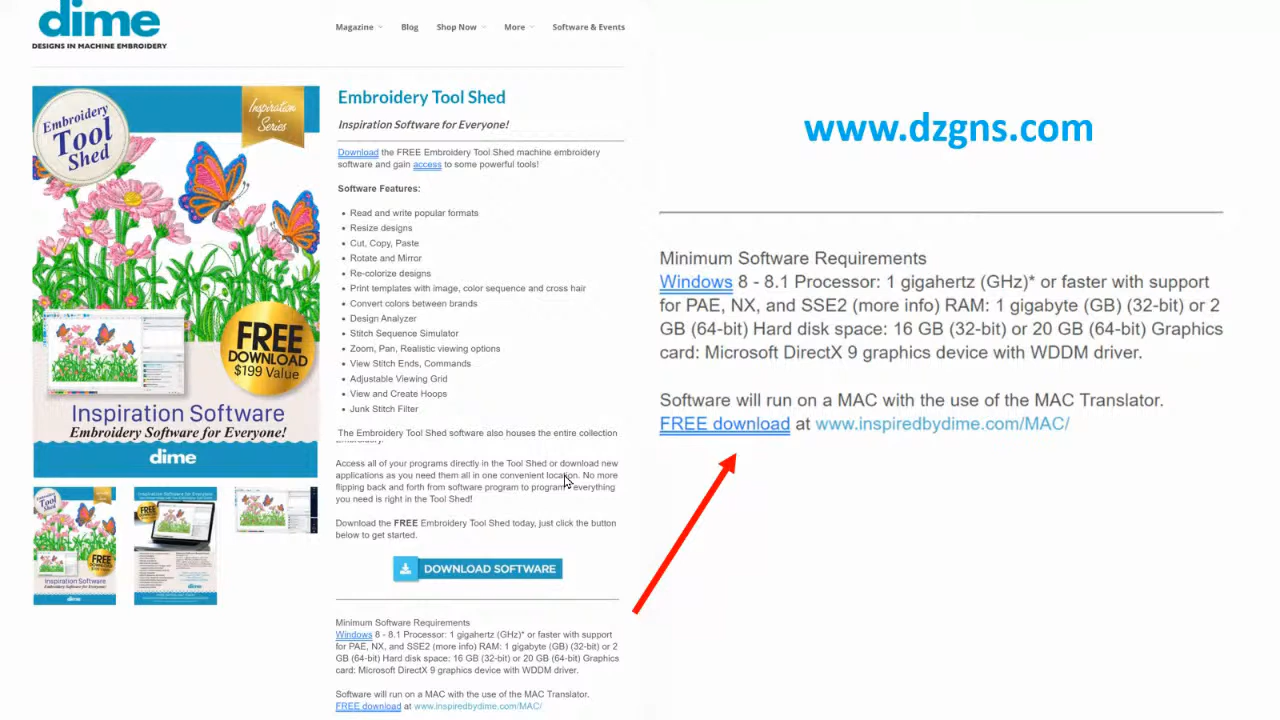 dime
DESIGNS IN MACHINE EMBROIDERY
Magazine
Blog
Shop Now
More
Software & Events
Embroidery
Tool
Shed
Inspiration
Series
FREE
DOWNLOAD
$199 Value
Inspiration Software
Embroidery Software for Everyone!
dime
Embroidery Tool Shed
Inspiration Software for Everyone!
Download the FREE Embroidery Tool Shed machine embroidery
software and gain access to some powerful tools!
Software Features:
Read and write popular formats
Resize designs
Cut, Copy, Paste
Rotate and Mirror
Re-colorize designs
Print templates with image, color sequence and cross hair
Convert colors between brands
Design Analyzer
Stitch Sequence Simulator
Zoom, Pan, Realistic viewing options
View Stitch Ends, Commands
Adjustable Viewing Grid
View and Create Hoops
Junk Stitch Filter
The Embroidery Tool Shed software also houses the entire collection
Access all of your programs directly in the Tool Shed or download new
applications as you need them all in one convenient location. No more
flipping back and forth from software program to program, everything
you need is right in the Tool Shed!
Download the FREE Embroidery Tool Shed today, just click the button
below to get started.
DOWNLOAD SOFTWARE
Minimum Software Requirements
Windows 8 - 8.1 Processor: 1 gigahertz (GHz)* or faster with support
for PAE, NX, and SSE2 (more info) RAM: 1 gigabyte (GB) (32-bit) or 2
GB (64-bit) Hard disk space: 16 GB (32-bit) or 20 GB (64-bit) Graphics
card: Microsoft DirectX 9 graphics device with WDDM driver.
Software will run on a MAC with the use of the MAC Translator.
FREE download at www.inspiredbydime.com/MAC/
www.dzgns.com
Minimum Software Requirements
Windows 8 - 8.1 Processor: 1 gigahertz (GHz)* or faster with support
for PAE, NX, and SSE2 (more info) RAM: 1 gigabyte (GB) (32-bit) or 2
GB (64-bit) Hard disk space: 16 GB (32-bit) or 20 GB (64-bit) Graphics
card: Microsoft DirectX 9 graphics device with WDDM driver.
Software will run on a MAC with the use of the MAC Translator.
FREE download at www.inspiredbydime.com/MAC/